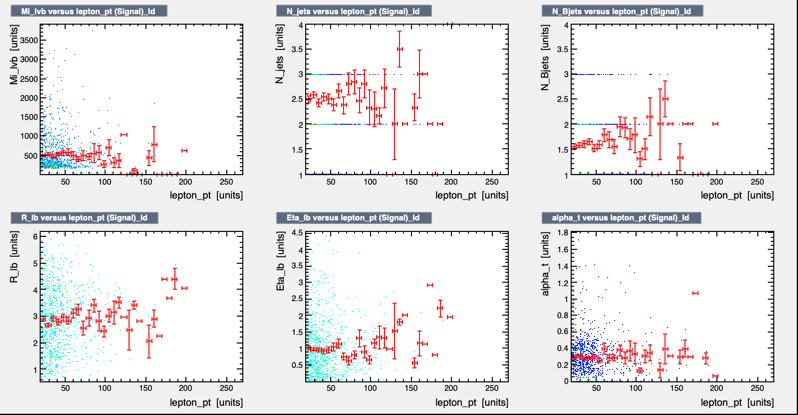 Mi_lvb versus lepton_pt (Signal)_Id
N_jets versus lepton_pt (Signal)_Id
N_Bjets versus lepton_pt (Signal)_Id
Mi_lvb [units]
3500
3000
2500
2000
1500
1000
500
50 100 150 200 250
lepton_pt [units]
N_jets [units]
4
3.5
3
2.5
2
1.5
1
50 100 150 200 250
lepton_pt [units]
N_Bjets [units]
4
3.5
3
2.5
2
1.5
1
50 100 150 200 250
lepton_pt [units]
R_lb versus lepton_pt (Signal)_Id
Eta_lb versus lepton_pt (Signal)_Id
alpha_t versus lepton_pt (Signal)_Id
R_lb [units]
6
5
4
3
2
1
50 100 150 200 250
lepton_pt [units]
Eta_lb [units]
4.5
4
3.5
3
2.5
2
1.5
1
0.5
50 100 150 200 250
lepton_pt [units]
alpha_t [units]
1.8
1.6
1.4
1.2
1
0.8
0.6
0.4
0.2
0
50 100 150 200 250
lepton_pt [units]